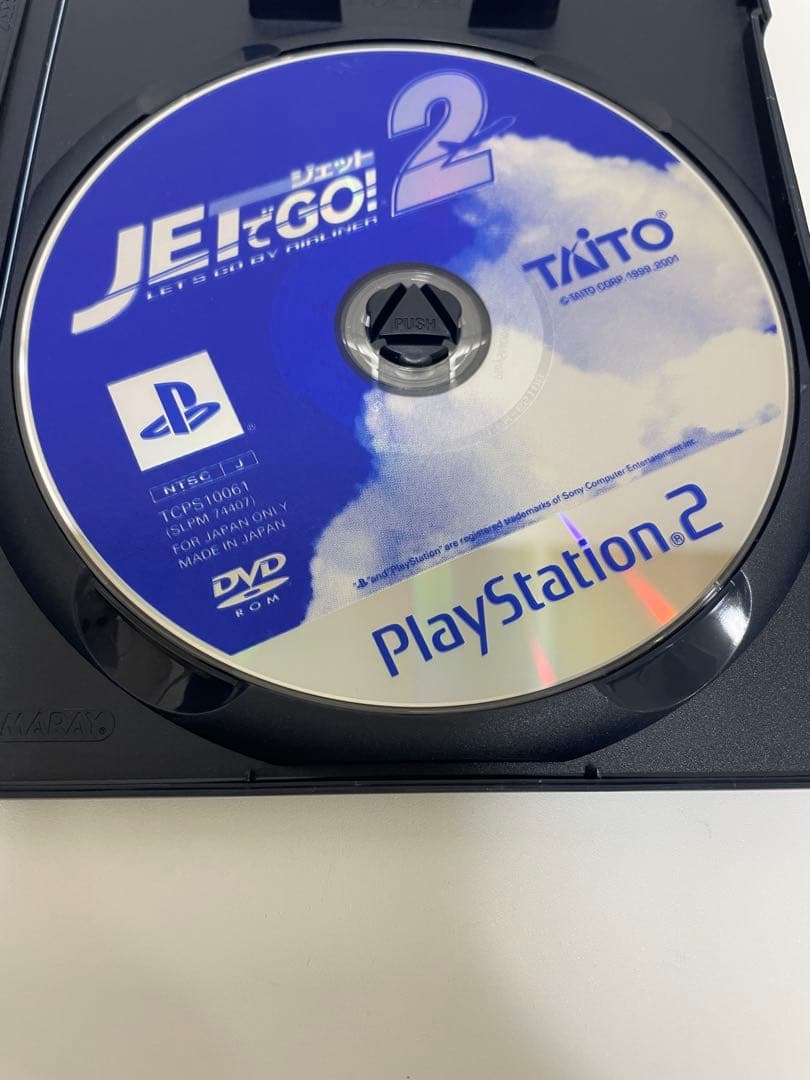 ジェット
JETでGO! 2
LET'S GO BY AIRLINER
TAITO®
© TAITO CORP. 1999, 2001
PUSH
NTSC J
TCPS10061
(SLPM 74407)
FOR JAPAN ONLY
MADE IN JAPAN
DVD
ROM
" " and "PlayStation" are registered trademarks of Sony Computer Entertainment Inc.
PlayStation®2
MARAY®